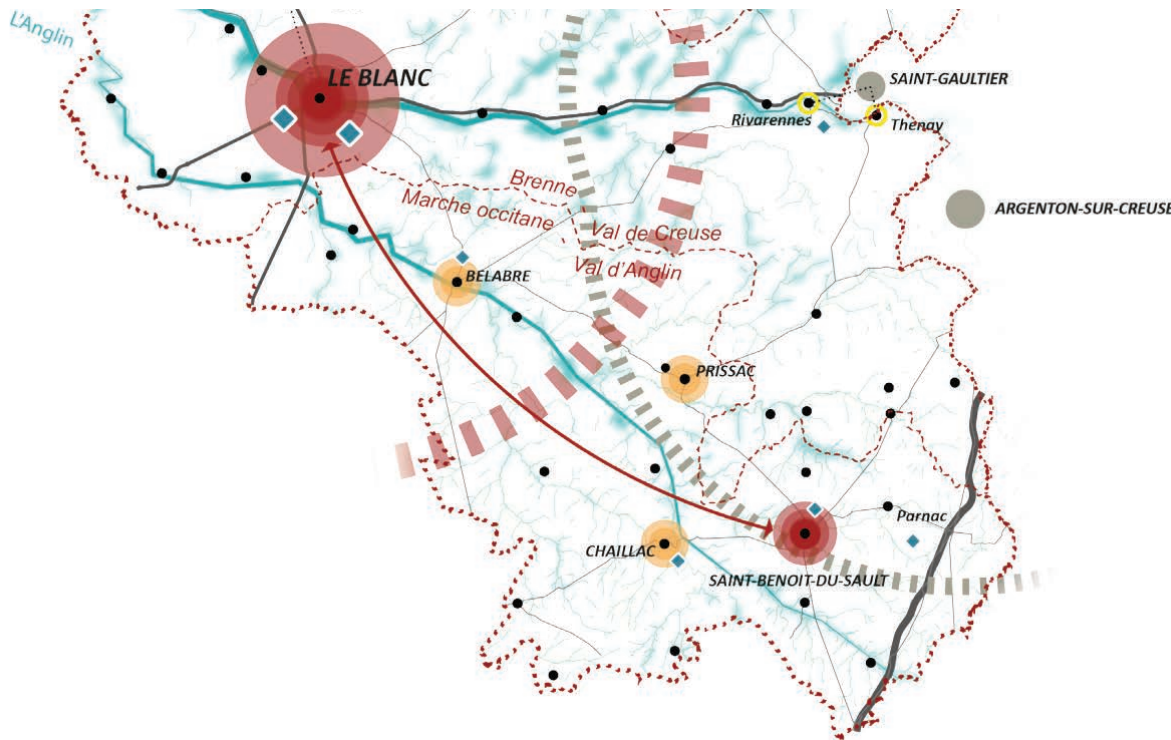 L'Anglin
LE BLANC
SAINT-GAULTIER
Rivarennes
Thenay
Brenne
Marche occitane
ARGENTON-SUR-CREUSE
Val de Creuse
Val d'Anglin
BELABRE
PRISSAC
Parnac
CHAILLAC
SAINT-BENOIT-DU-SAULT